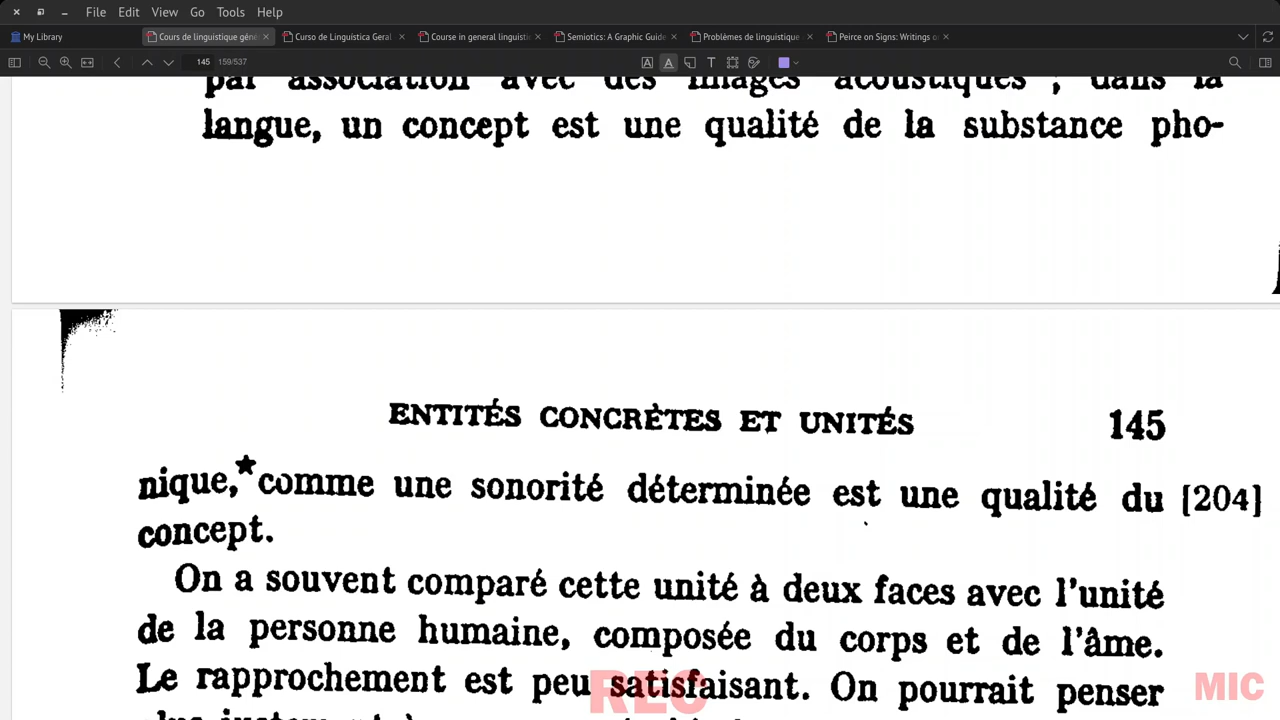 File Edit View Go Tools Help
My Library Cours de linguistique géné Curso de Linguística Geral Course in general linguisti Semiotics: A Graphic Guide Problèmes de linguistique Peirce on Signs: Writings o
145 159/537
par association avec des images acoustiques ; dans la
langue, un concept est une qualité de la substance pho-
ENTITÉS CONCRÈTES ET UNITÉS 145
nique,★comme une sonorité déterminée est une qualité du [204]
concept.
On a souvent comparé cette unité à deux faces avec l'unité
de la personne humaine, composée du corps et de l'âme.
Le rapprochement est peu satisfaisant. On pourrait penser
REC MIC